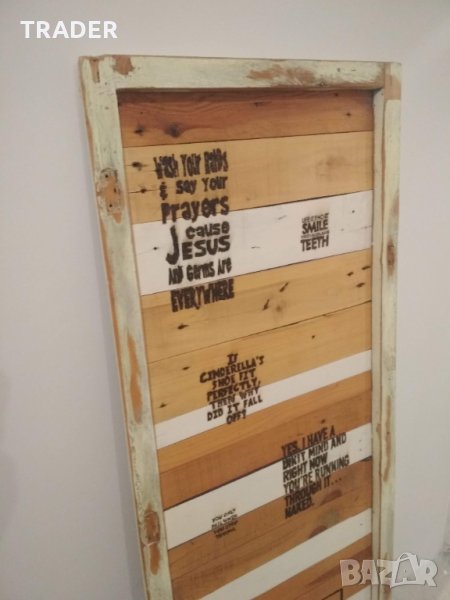 TRADER
Wash Your Hands
& Say Your
Prayers
cause
JESUS
And Germs Are
EVERYWHERE
SMILE
TEETH
IF
CINDERELLA'S
SHOE FIT
PERFECTLY,
THEN WHY
DID IT FALL
OFF?
YES, I HAVE A
DIRTY MIND AND
RIGHT NOW
YOU'RE RUNNING
THROUGH IT...
NAKED.
BAZAR